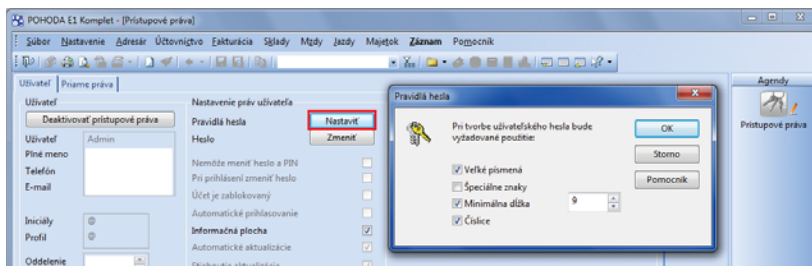 POHODA E1 Komplet - [Prístupové práva]
Súbor Nastavenie Adresár Účtovníctvo Fakturácia Sklady Mzdy Jazdy Majetok Záznam Pomocník
Užívateľ Priame práva
Agendy
Prístupové práva
Užívateľ
Deaktivovať prístupové práva
Užívateľ Admin
Plné meno
Telefón
E-mail
Iniciály @
Profil @
Oddelenie
Nastavenie práv užívateľa
Pravidlá hesla Nastaviť
Heslo Zmeniť
Nemôže meniť heslo a PIN
Pri prihlásení zmeniť heslo
Účet je zablokovaný
Automatické prihlasovanie
Informačná plocha
Automatické aktualizácie
Stiahnutie aktualizácie
Pravidlá hesla
Pri tvorbe užívateľského hesla bude
vyžadované použitie:
Veľké písmená
Špeciálne znaky
Minimálna dĺžka 9
Číslice
OK
Storno
Pomocník